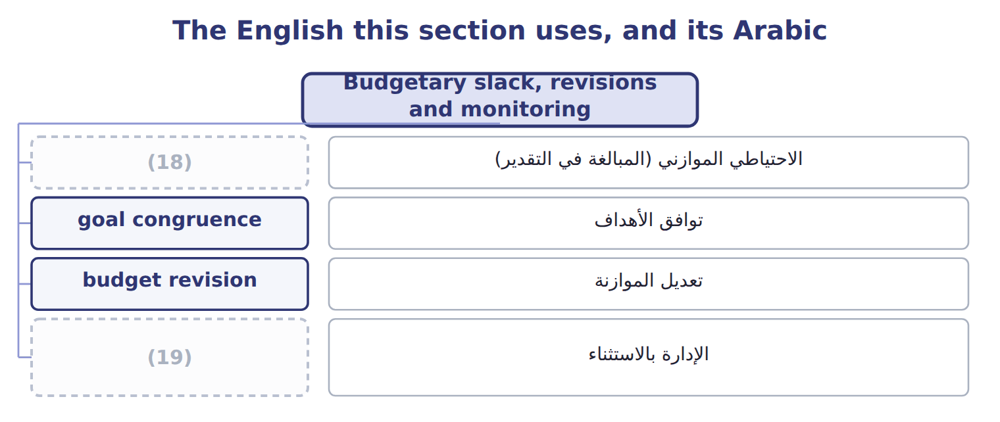 The English this section uses, and its Arabic
Budgetary slack, revisions
and monitoring
(18)
الاحتياطي الموازني (المبالغة في التقدير)
goal congruence
توافق الأهداف
budget revision
تعديل الموازنة
(19)
الإدارة بالاستثناء